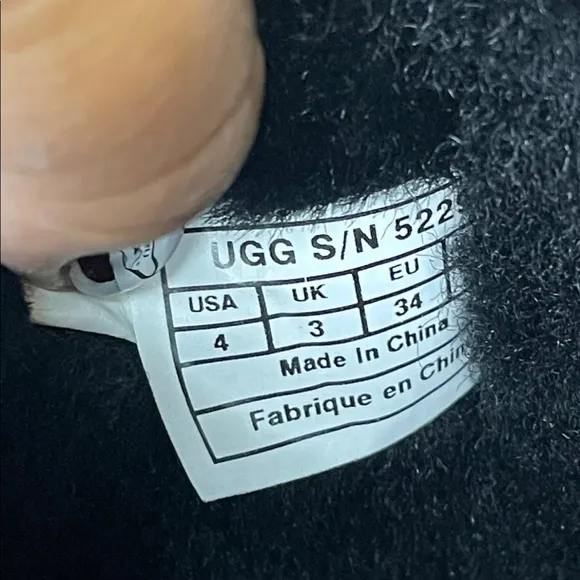 UGG S/N 522
USA UK EU
4 3 34
Made In China
Fabrique en Chin